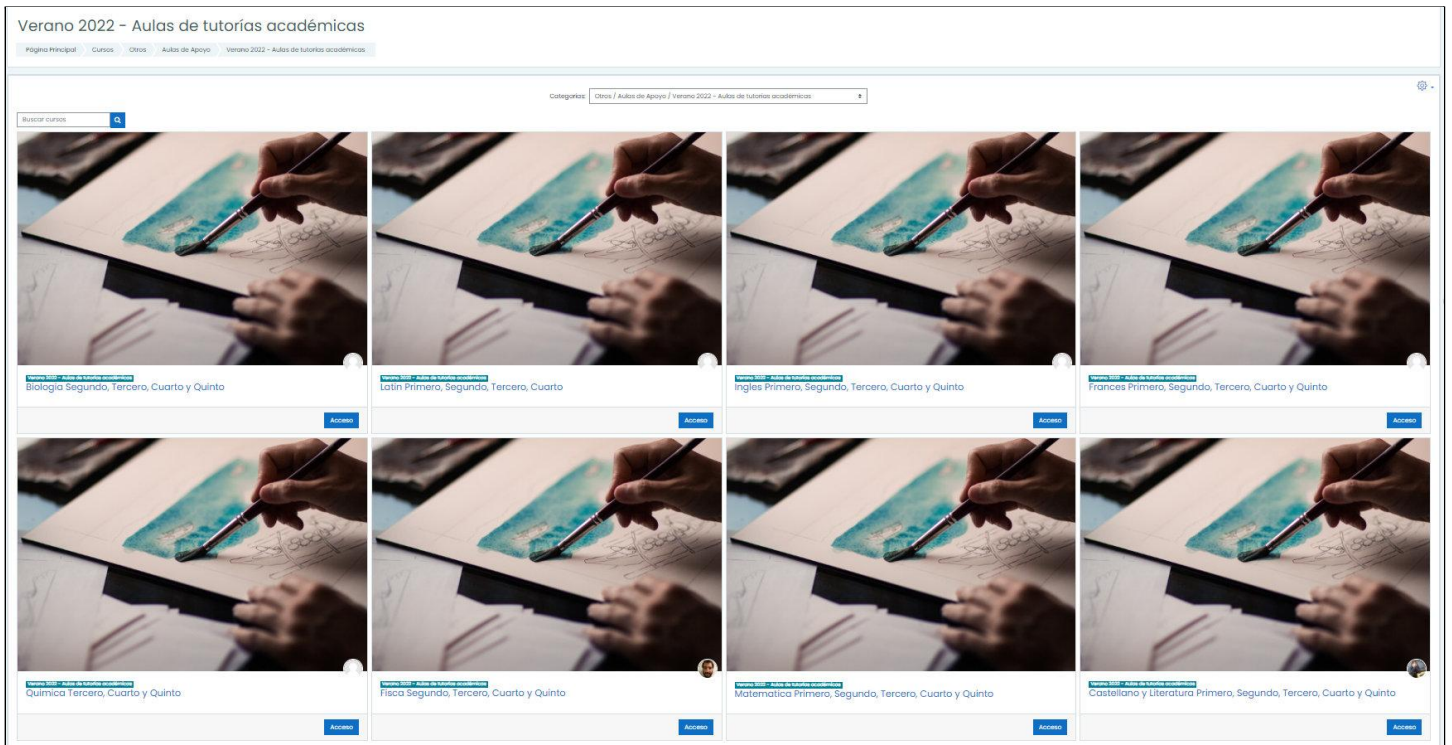 Verano 2022 - Aulas de tutorías académicas
Página Principal Cursos Otros Aulas de Apoyo Verano 2022 - Aulas de tutorías académicas
Categorías: Otros / Aulas de Apoyo / Verano 2022 - Aulas de tutorías académicas
Buscar cursos
Verano 2022 - Aulas de tutorías académicas
Biologia Segundo, Tercero, Cuarto y Quinto
Acceso
Verano 2022 - Aulas de tutorías académicas
Latin Primero, Segundo, Tercero, Cuarto
Acceso
Verano 2022 - Aulas de tutorías académicas
Ingles Primero, Segundo, Tercero, Cuarto y Quinto
Acceso
Verano 2022 - Aulas de tutorías académicas
Frances Primero, Segundo, Tercero, Cuarto y Quinto
Acceso
Verano 2022 - Aulas de tutorías académicas
Quimica Tercero, Cuarto y Quinto
Acceso
Verano 2022 - Aulas de tutorías académicas
Fisca Segundo, Tercero, Cuarto y Quinto
Acceso
Verano 2022 - Aulas de tutorías académicas
Matematica Primero, Segundo, Tercero, Cuarto y Quinto
Acceso
Verano 2022 - Aulas de tutorías académicas
Castellano y Literatura Primero, Segundo, Tercero, Cuarto y Quinto
Acceso